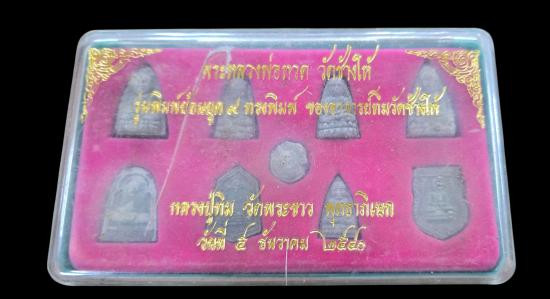 พระหลวงพ่อทวด วัดช้างให้
รุ่นพิมพ์ย้อนยุค ๙ ทรงพิมพ์ ของอาจารย์ทิมวัดช้างให้
หลวงปู่ทิม วัดพระขาว พุทธาภิเษก
วันที่ ๕ ธันวาคม ๒๕๔๑